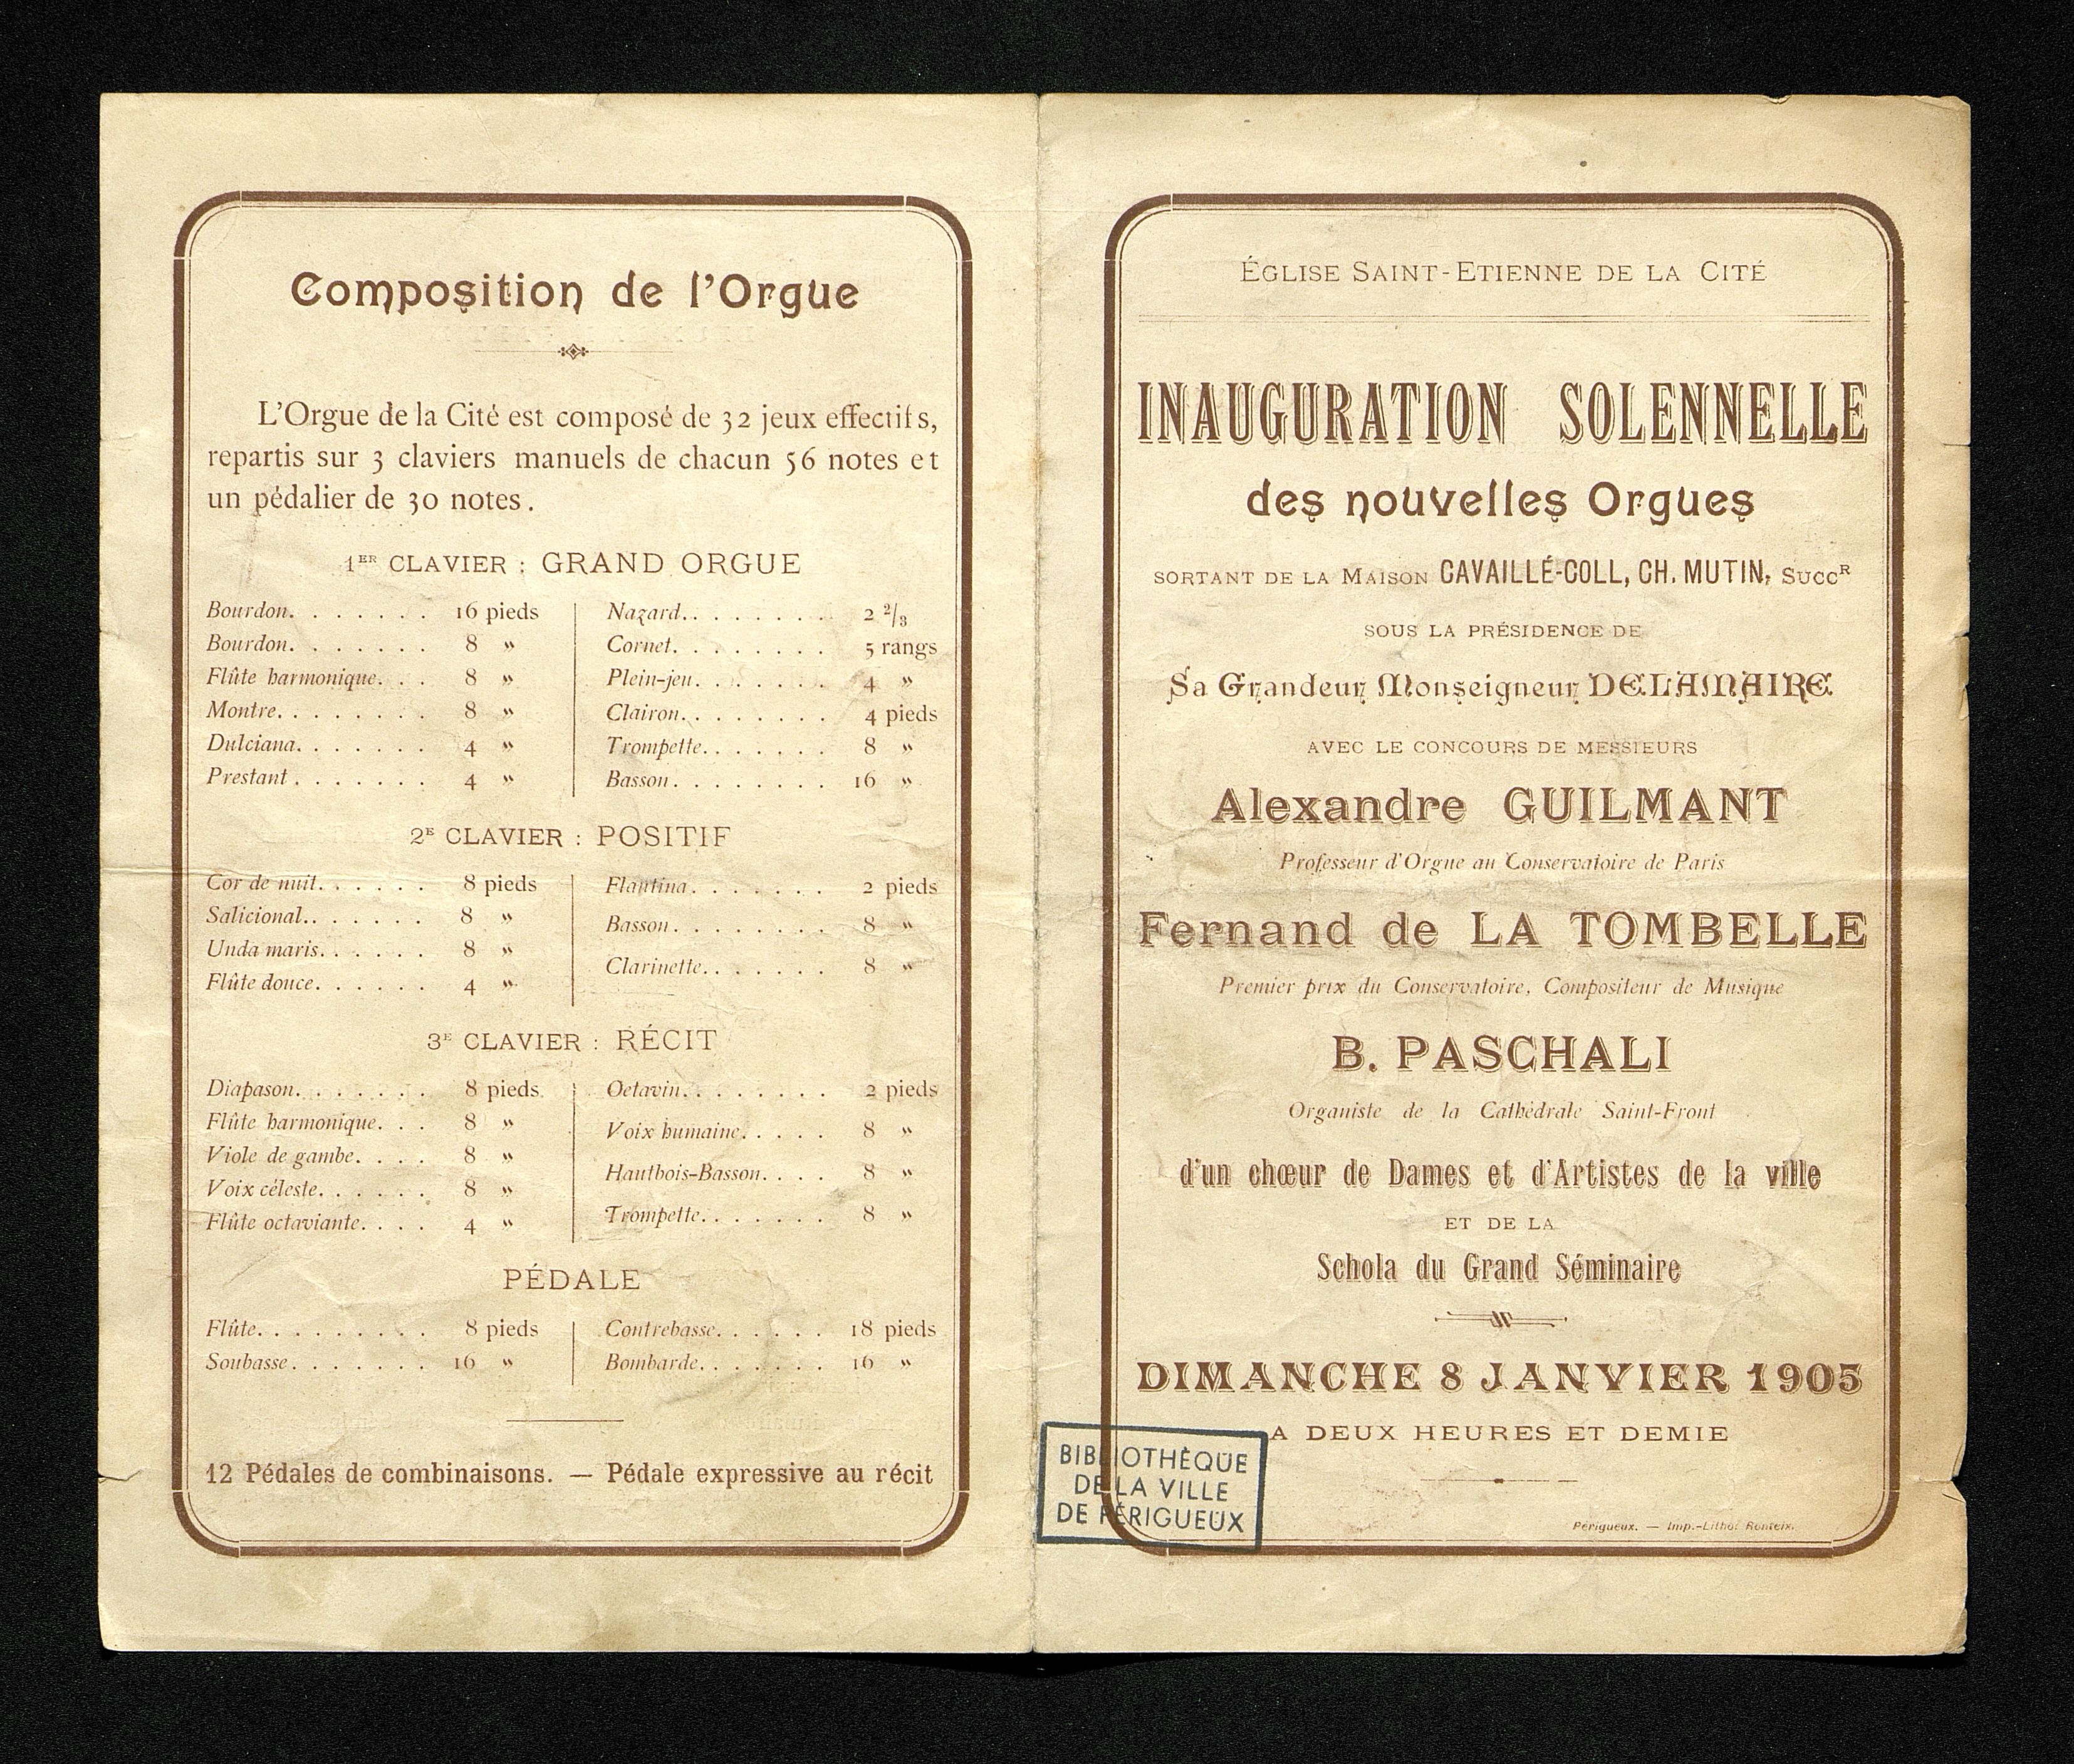 Composition de l'Orgue
L'Orgue de la Cité est composé de 32 jeux effectifs,
repartis sur 3 claviers manuels de chacun 56 notes et
un pédalier de 30 notes.
1ER CLAVIER : GRAND ORGUE
Bourdon. . . . . . . 16 pieds
Bourdon. . . . . . . 8 "
Flûte harmonique. . . 8 "
Montre. . . . . . . . 8 "
Dulciana. . . . . . . 4 "
Prestant . . . . . . . 4 "
Nazard. . . . . . . . 2 2/3
Cornet. . . . . . . . 5 rangs
Plein-jeu. . . . . . . 4 "
Clairon. . . . . . . . 4 pieds
Trompette. . . . . . . 8 "
Basson . . . . . . . . 16 "
2E CLAVIER : POSITIF
Cor de nuit. . . . . . 8 pieds
Salicional. . . . . . . 8 "
Unda maris. . . . . . 8 "
Flûte douce. . . . . . 4 "
Flautina. . . . . . . 2 pieds
Basson. . . . . . . . 8 "
Clarinette. . . . . . . 8 "
3E CLAVIER : RÉCIT
Diapason. . . . . . . 8 pieds
Flûte harmonique. . . 8 "
Viole de gambe. . . . 8 "
Voix céleste. . . . . . 8 "
Flûte octaviante. . . . 4 "
Octavin. . . . . . . . 2 pieds
Voix humaine. . . . . 8 "
Hautbois-Basson. . . . 8 "
Trompette. . . . . . . 8 "
PÉDALE
Flûte. . . . . . . . . 8 pieds
Soubasse . . . . . . . 16 "
Contrebasse. . . . . . 18 pieds
Bombarde. . . . . . . 16 "
12 Pédales de combinaisons. — Pédale expressive au récit
ÉGLISE SAINT-ETIENNE DE LA CITÉ
INAUGURATION SOLENNELLE
des nouvelles Orgues
SORTANT DE LA MAISON CAVAILLÉ-COLL, CH. MUTIN, SUCCR
SOUS LA PRÉSIDENCE DE
Sa Grandeur Monseigneur DELAMAIRE
AVEC LE CONCOURS DE MESSIEURS
Alexandre GUILMANT
Professeur d'Orgue au Conservatoire de Paris
Fernand de LA TOMBELLE
Premier prix du Conservatoire, Compositeur de Musique
B. PASCHALI
Organiste de la Cathédrale Saint-Front
d'un chœur de Dames et d'Artistes de la ville
ET DE LA
Schola du Grand Séminaire
DIMANCHE 8 JANVIER 1905
A DEUX HEURES ET DEMIE
BIBLIOTHÈQUE
DE LA VILLE
DE PÉRIGUEUX
Périgueux. — Imp.-Litho. Ronteix.